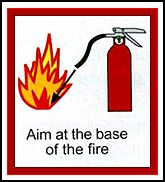 Aim at the base
of the fire